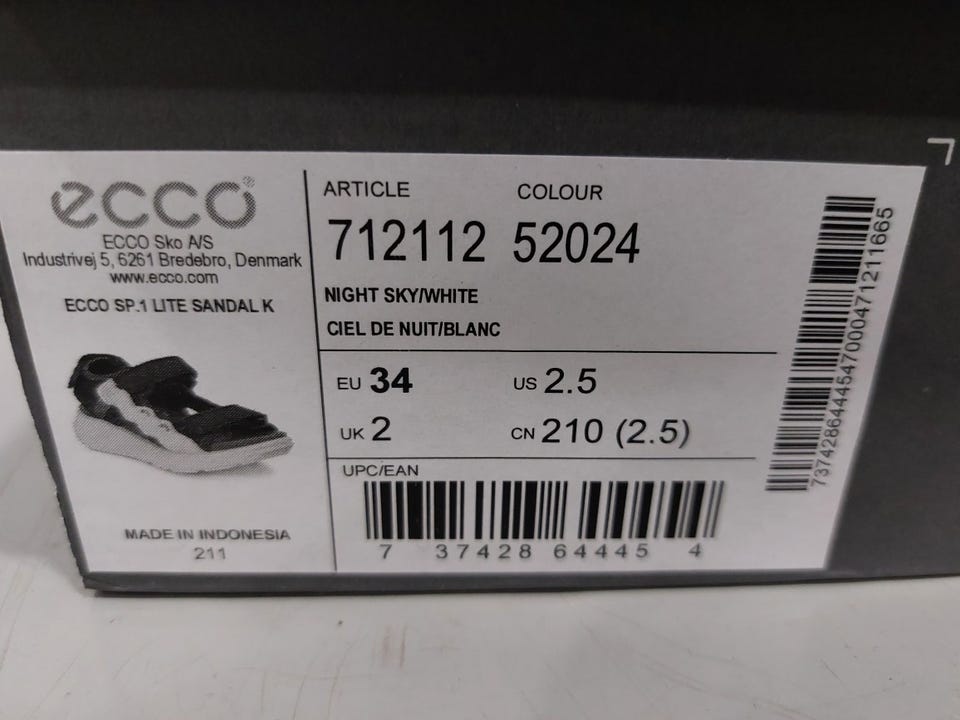 ecco®
ECCO Sko A/S
Industrivej 5, 6261 Bredebro, Denmark
www.ecco.com
ECCO SP.1 LITE SANDAL K
MADE IN INDONESIA
211
ARTICLE COLOUR
712112 52024
NIGHT SKY/WHITE
CIEL DE NUIT/BLANC
EU 34 US 2.5
UK 2 CN 210 (2.5)
UPC/EAN
7 37428 64445 4
737428644454700047121​1665